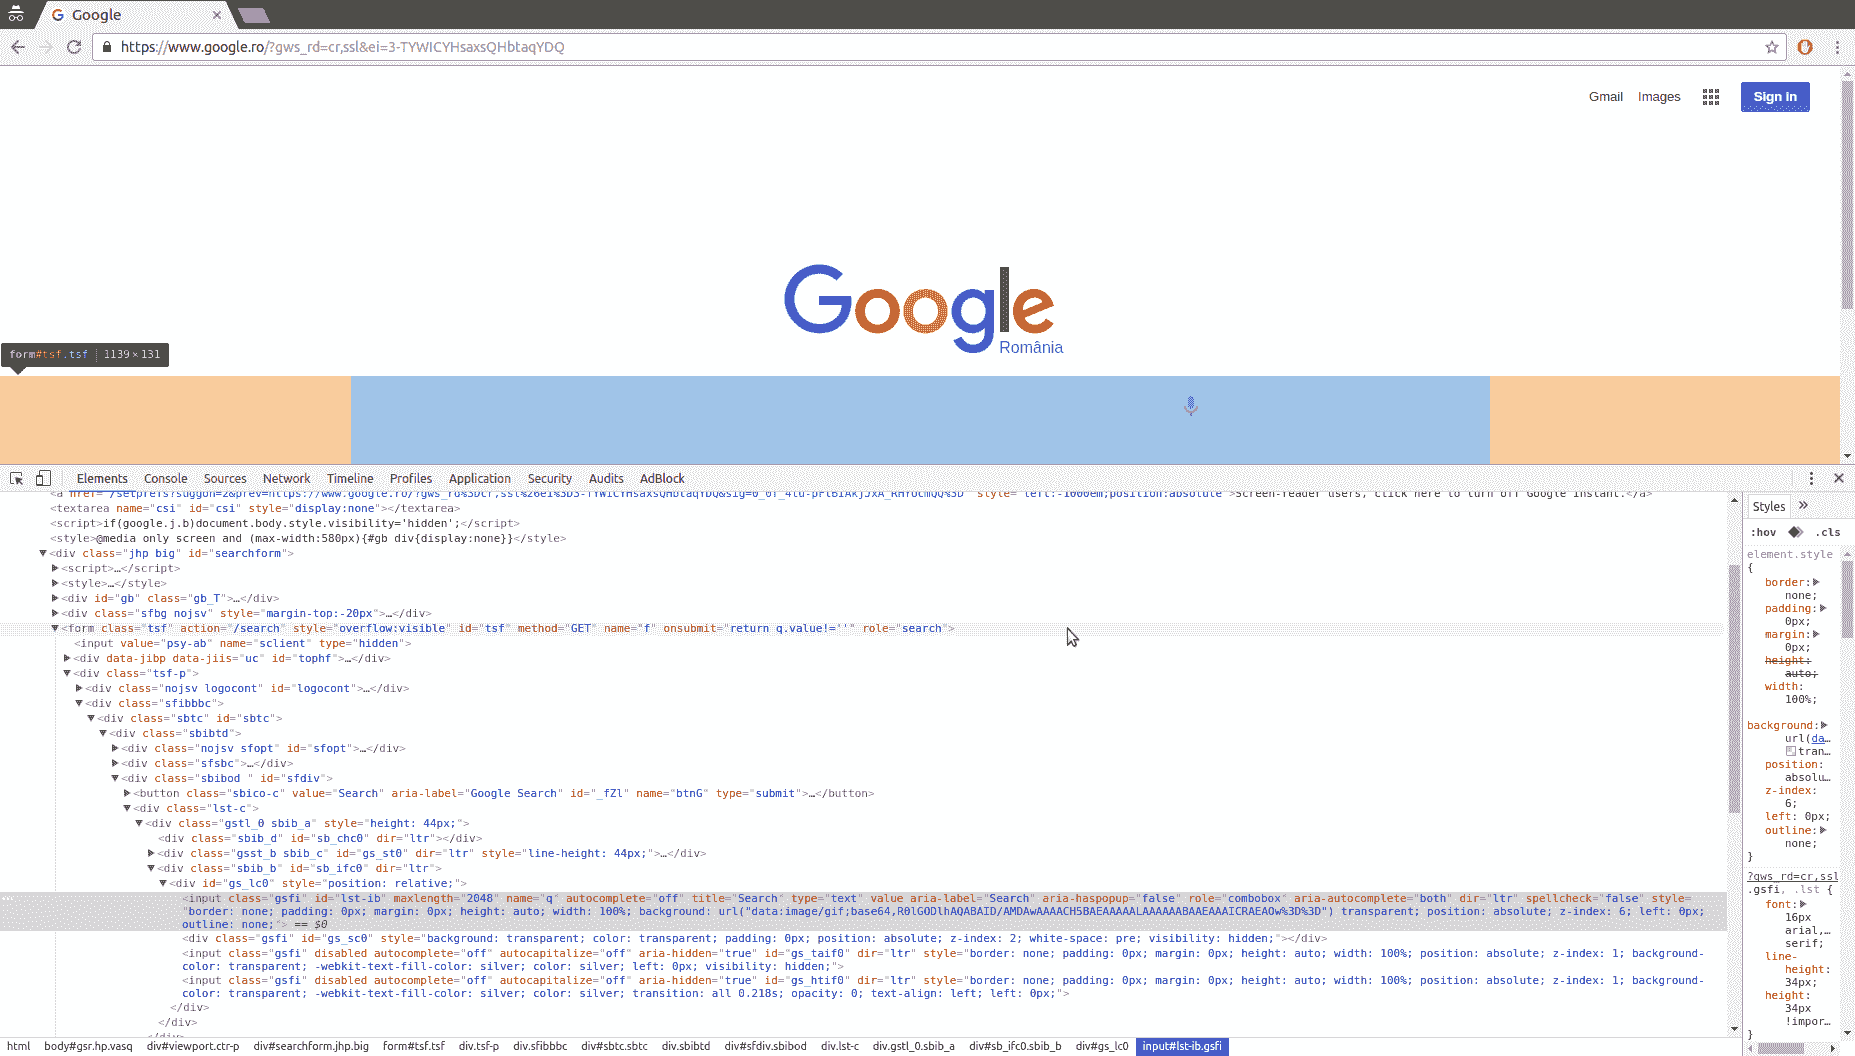 Google
https://www.google.ro/?gws_rd=cr,ssl&ei=3-TYWICYHsaxsQHbtaqYDQ
Gmail Images Sign in
Google
România
form#tsf.tsf 1139×131
Elements Console Sources Network Timeline Profiles Application Security Audits AdBlock
<textarea name="csi" id="csi" style="display:none"></textarea>
<script>if(google.j.b)document.body.style.visibility='hidden';</script>
<style>@media only screen and (max-width:580px){#gb div{display:none}}</style>
<div class="jhp big" id="searchform">
<script>…</script>
<style>…</style>
<div id="gb" class="gb_T">…</div>
<div class="sfbg nojsv" style="margin-top:-20px">…</div>
<form class="tsf" action="/search" style="overflow:visible" id="tsf" method="GET" name="f" onsubmit="return q.value!=''" role="search">
<input value="psy-ab" name="sclient" type="hidden">
<div data-jibp data-jiis="uc" id="tophf">…</div>
<div class="tsf-p">
<div class="nojsv logocont" id="logocont">…</div>
<div class="sfibbbc">
<div class="sbtc" id="sbtc">
<div class="sbibtd">
<div class="nojsv sfopt" id="sfopt">…</div>
<div class="sfsbc">…</div>
<div class="sbibod " id="sfdiv">
<button class="sbico-c" value="Search" aria-label="Google Search" id="_fZl" name="btnG" type="submit">…</button>
<div class="lst-c">
<div class="gstl_0 sbib_a" style="height: 44px;">
<div class="sbib_d" id="sb_chc0" dir="ltr"></div>
<div class="gsst_b sbib_c" id="gs_st0" dir="ltr" style="line-height: 44px;">…</div>
<div class="sbib_b" id="sb_ifc0" dir="ltr">
<div id="gs_lc0" style="position: relative;">
<input class="gsfi" id="lst-ib" maxlength="2048" name="q" autocomplete="off" title="Search" type="text" value aria-label="Search" aria-haspopup="false" role="combobox" aria-autocomplete="both" dir="ltr" spellcheck="false" style=
"border: none; padding: 0px; margin: 0px; height: auto; width: 100%; background: url("data:image/gif;base64,R0lGODlhAQABAID/AMDAwAAAACH5BAEAAAAALAAAAAABAAEAAAICRAEAOw%3D%3D") transparent; position: absolute; z-index: 6; left: 0px;
outline: none;"> == $0
<div class="gsfi" id="gs_sc0" style="background: transparent; color: transparent; padding: 0px; position: absolute; z-index: 2; white-space: pre; visibility: hidden;"></div>
<input class="gsfi" disabled autocomplete="off" autocapitalize="off" aria-hidden="true" id="gs_taif0" dir="ltr" style="border: none; padding: 0px; margin: 0px; height: auto; width: 100%; position: absolute; z-index: 1; background-
color: transparent; -webkit-text-fill-color: silver; color: silver; left: 0px; visibility: hidden;">
<input class="gsfi" disabled autocomplete="off" autocapitalize="off" aria-hidden="true" id="gs_htif0" dir="ltr" style="border: none; padding: 0px; margin: 0px; height: auto; width: 100%; position: absolute; z-index: 1; background-
color: transparent; -webkit-text-fill-color: silver; color: silver; transition: all 0.218s; opacity: 0; text-align: left; left: 0px;">
</div>
</div>
Styles »
:hov .cls
element.style
{
border:
none;
padding:
0px;
margin:
0px;
height:
auto;
width:
100%;
background:
url(da…
tran…
position:
absolu…
z-index:
6;
left: 0px;
outline:
none;
}
?gws_rd=cr,ssl
.gsfi, .lst {
font:
16px
arial,…
serif;
line-
height:
34px;
height:
34px
!impor…
}
html body#gsr.hp.vasq div#viewport.ctr-p div#searchform.jhp.big form#tsf.tsf div.tsf-p div.sfibbbc div#sbtc.sbtc div.sbibtd div#sfdiv.sbibod div.lst-c div.gstl_0.sbib_a div#sb_ifc0.sbib_b div#gs_lc0 input#lst-ib.gsfi